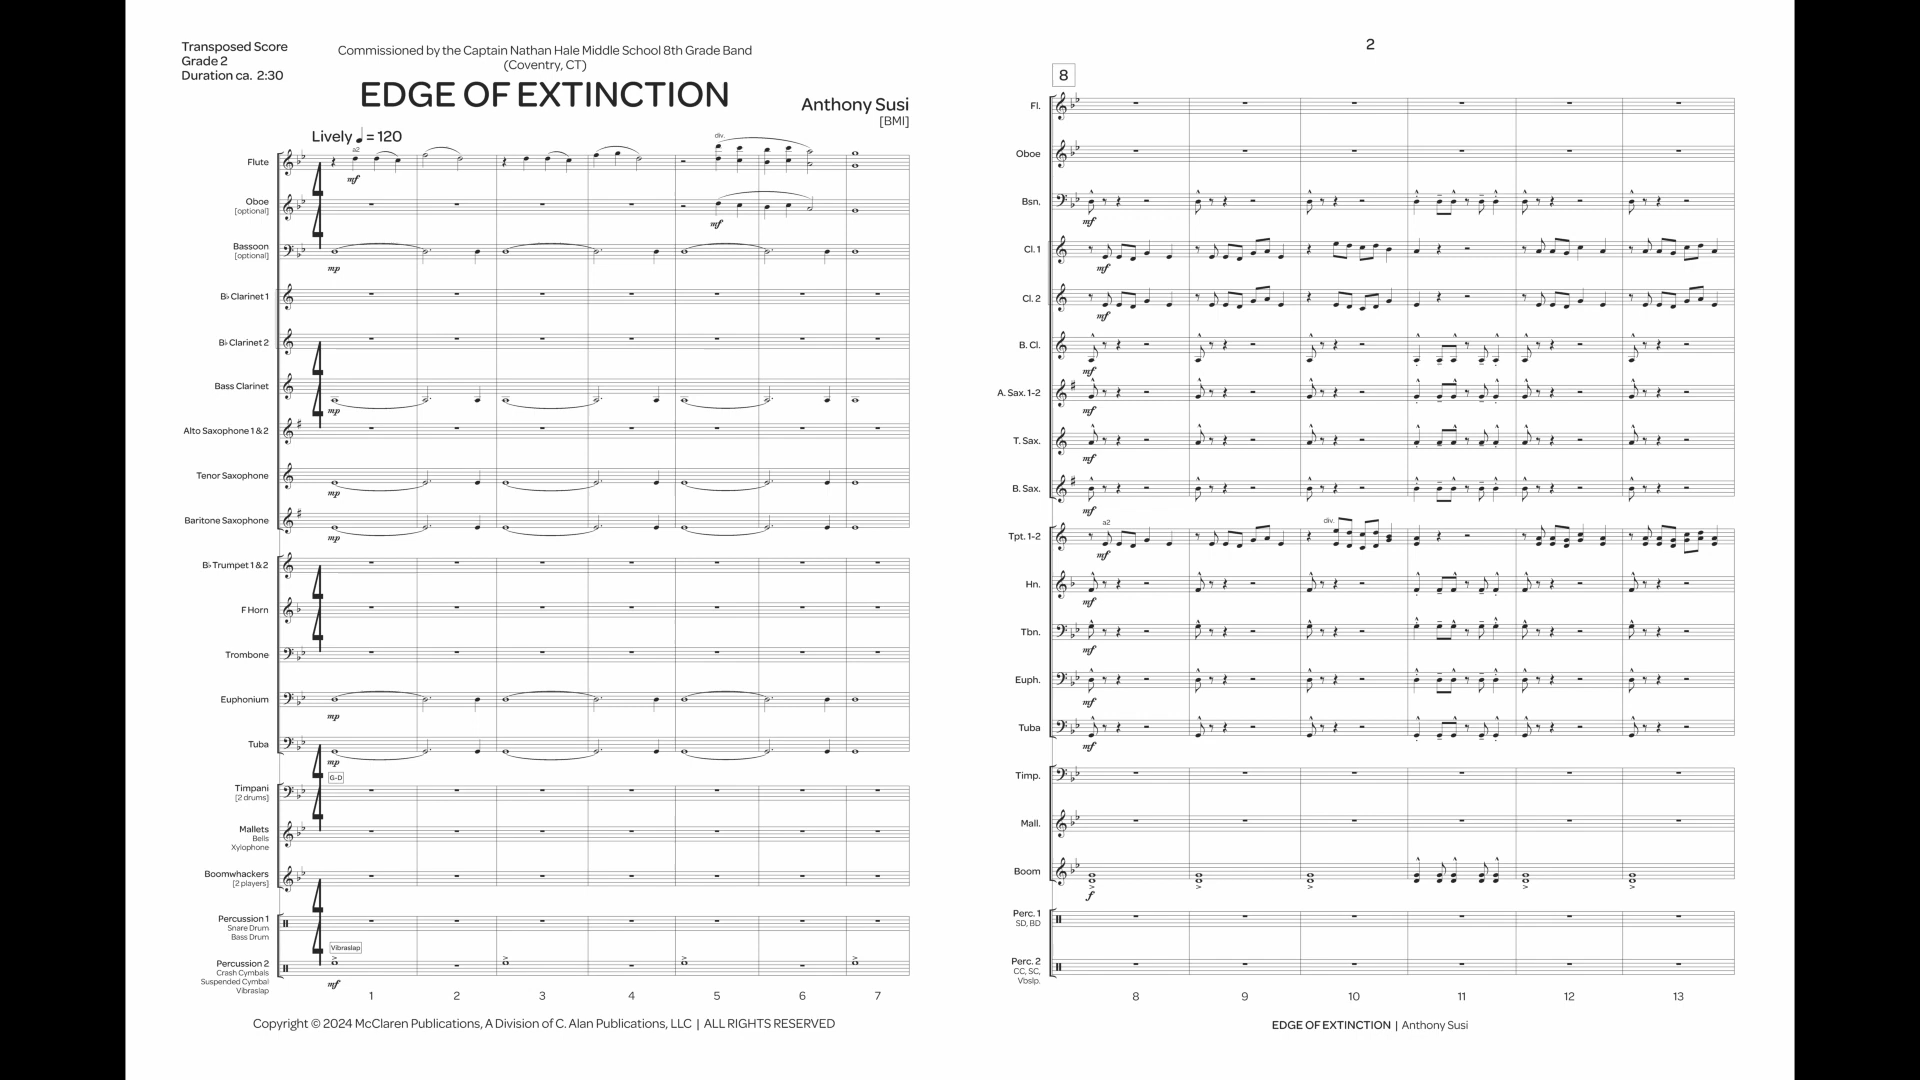 Transposed Score
Grade 2
Duration ca. 2:30
Commissioned by the Captain Nathan Hale Middle School 8th Grade Band
(Coventry, CT)
EDGE OF EXTINCTION
Anthony Susi
[BMI]
Lively ♩ = 120
a2
div.
Flute
mf
Oboe
[optional]
mf
Bassoon
[optional]
mp
B♭ Clarinet 1
B♭ Clarinet 2
Bass Clarinet
mp
Alto Saxophone 1 & 2
Tenor Saxophone
mp
Baritone Saxophone
mp
B♭ Trumpet 1 & 2
F Horn
Trombone
Euphonium
mp
Tuba
mp
G-D
Timpani
[2 drums]
Mallets
Bells
Xylophone
Boomwhackers
[2 players]
Percussion 1
Snare Drum
Bass Drum
Vibraslap
Percussion 2
Crash Cymbals
Suspended Cymbal
Vibraslap
mf
1 2 3 4 5 6 7
Copyright © 2024 McClaren Publications, A Division of C. Alan Publications, LLC | ALL RIGHTS RESERVED
2
8
Fl.
Oboe
Bsn.
mf
Cl. 1
mf
Cl. 2
mf
B. Cl.
mf
A. Sax. 1-2
mf
T. Sax.
mf
B. Sax.
mf
a2
div.
Tpt. 1-2
mf
Hn.
mf
Tbn.
mf
Euph.
mf
Tuba
mf
Timp.
Mall.
Boom
f
Perc. 1
SD, BD
Perc. 2
CC, SC,
Vbslp.
8 9 10 11 12 13
EDGE OF EXTINCTION | Anthony Susi